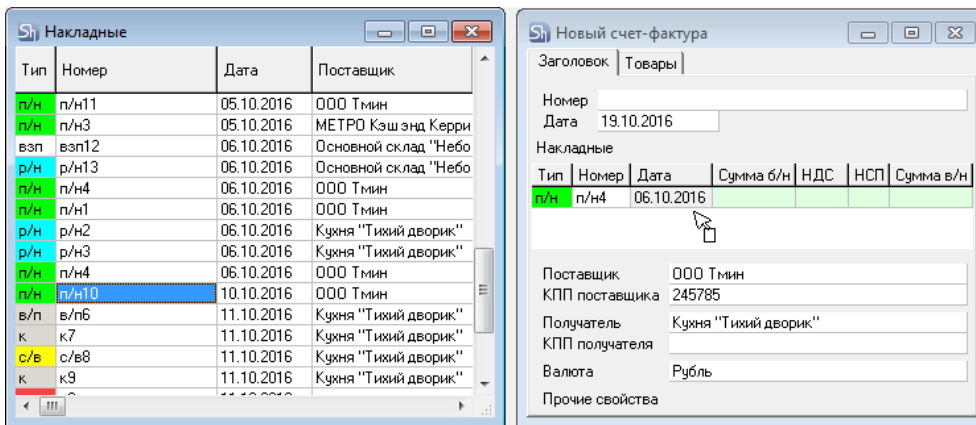 Sh Накладные
Тип Номер Дата Поставщик
п/н п/н11 05.10.2016 ООО Тмин
п/н п/н3 05.10.2016 МЕТРО Кэш энд Керри
взп взп12 06.10.2016 Основной склад "Небо
р/н р/н13 06.10.2016 Основной склад "Небо
п/н п/н4 06.10.2016 ООО Тмин
п/н п/н1 06.10.2016 ООО Тмин
р/н р/н2 06.10.2016 Кухня "Тихий дворик"
р/н р/н3 06.10.2016 Кухня "Тихий дворик"
п/н п/н4 06.10.2016 ООО Тмин
п/н п/н10 10.10.2016 ООО Тмин
в/п в/п6 11.10.2016 Кухня "Тихий дворик"
к к7 11.10.2016 Кухня "Тихий дворик"
с/в с/в8 11.10.2016 Кухня "Тихий дворик"
к к9 11.10.2016 Кухня "Тихий дворик"
Sh Новый счет-фактура
Заголовок Товары
Номер
Дата 19.10.2016
Накладные
Тип Номер Дата Сумма б/н НДС НСП Сумма в/н
п/н п/н4 06.10.2016
Поставщик ООО Тмин
КПП поставщика 245785
Получатель Кухня "Тихий дворик"
КПП получателя
Валюта Рубль
Прочие свойства